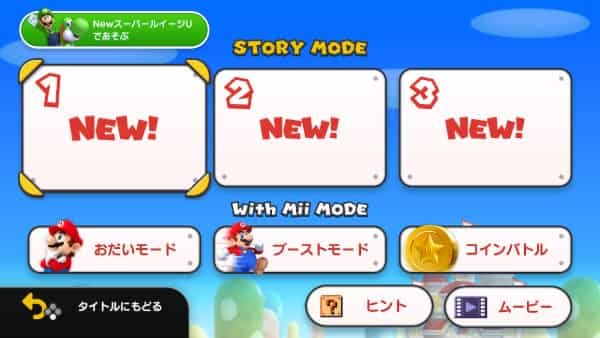 NewスーパールイージU
であそぶ
STORY MODE
1
NEW!
2
NEW!
3
NEW!
With Mii MODE
おだいモード
ブーストモード
コインバトル
タイトルにもどる
?
ヒント
ムービー